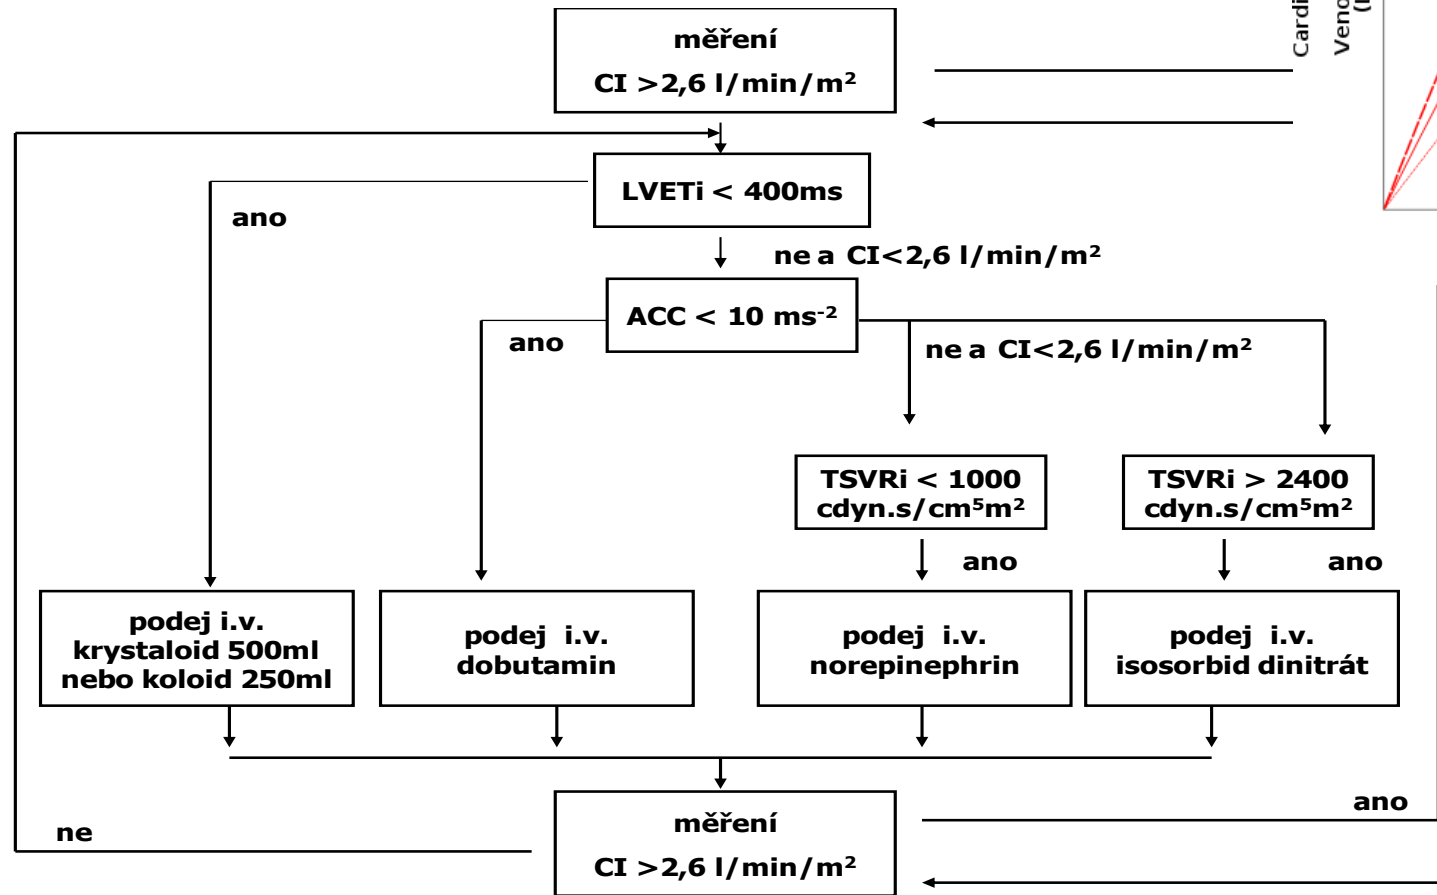 měření
CI >2,6 l/min/m²
Cardi
Veno
LVETi < 400ms
ano
ne a CI<2,6 l/min/m²
ACC < 10 ms⁻²
ano
ne a CI<2,6 l/min/m²
TSVRi < 1000
cdyn.s/cm⁵m²
TSVRi > 2400
cdyn.s/cm⁵m²
ano
ano
podej i.v.
krystaloid 500ml
nebo koloid 250ml
podej i.v.
dobutamin
podej i.v.
norepinephrin
podej i.v.
isosorbid dinitrát
ne
měření
CI >2,6 l/min/m²
ano